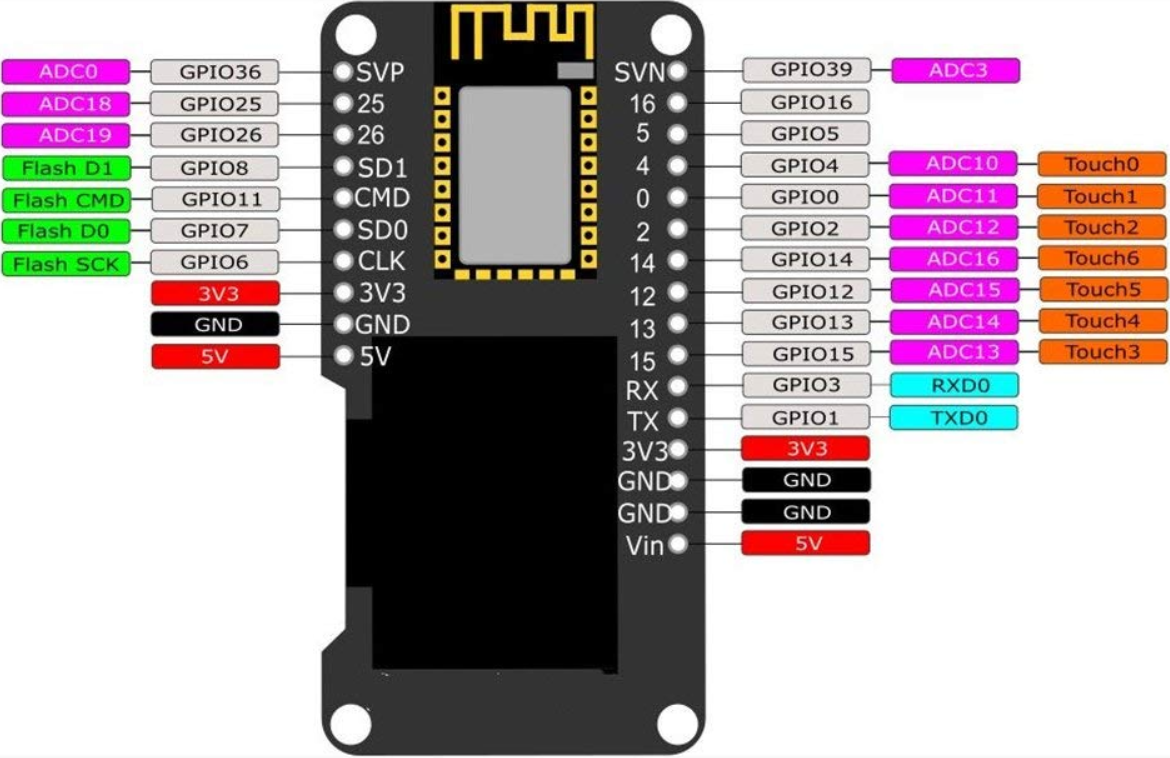 ADC0 GPIO36 SVP SVN GPIO39 ADC3
ADC18 GPIO25 25 16 GPIO16
ADC19 GPIO26 26 5 GPIO5
Flash D1 GPIO8 SD1 4 GPIO4 ADC10 Touch0
Flash CMD GPIO11 CMD 0 GPIO0 ADC11 Touch1
Flash D0 GPIO7 SD0 2 GPIO2 ADC12 Touch2
Flash SCK GPIO6 CLK 14 GPIO14 ADC16 Touch6
3V3 3V3 12 GPIO12 ADC15 Touch5
GND GND 13 GPIO13 ADC14 Touch4
5V 5V 15 GPIO15 ADC13 Touch3
RX GPIO3 RXD0
TX GPIO1 TXD0
3V3 3V3
GND GND
GND GND
Vin 5V